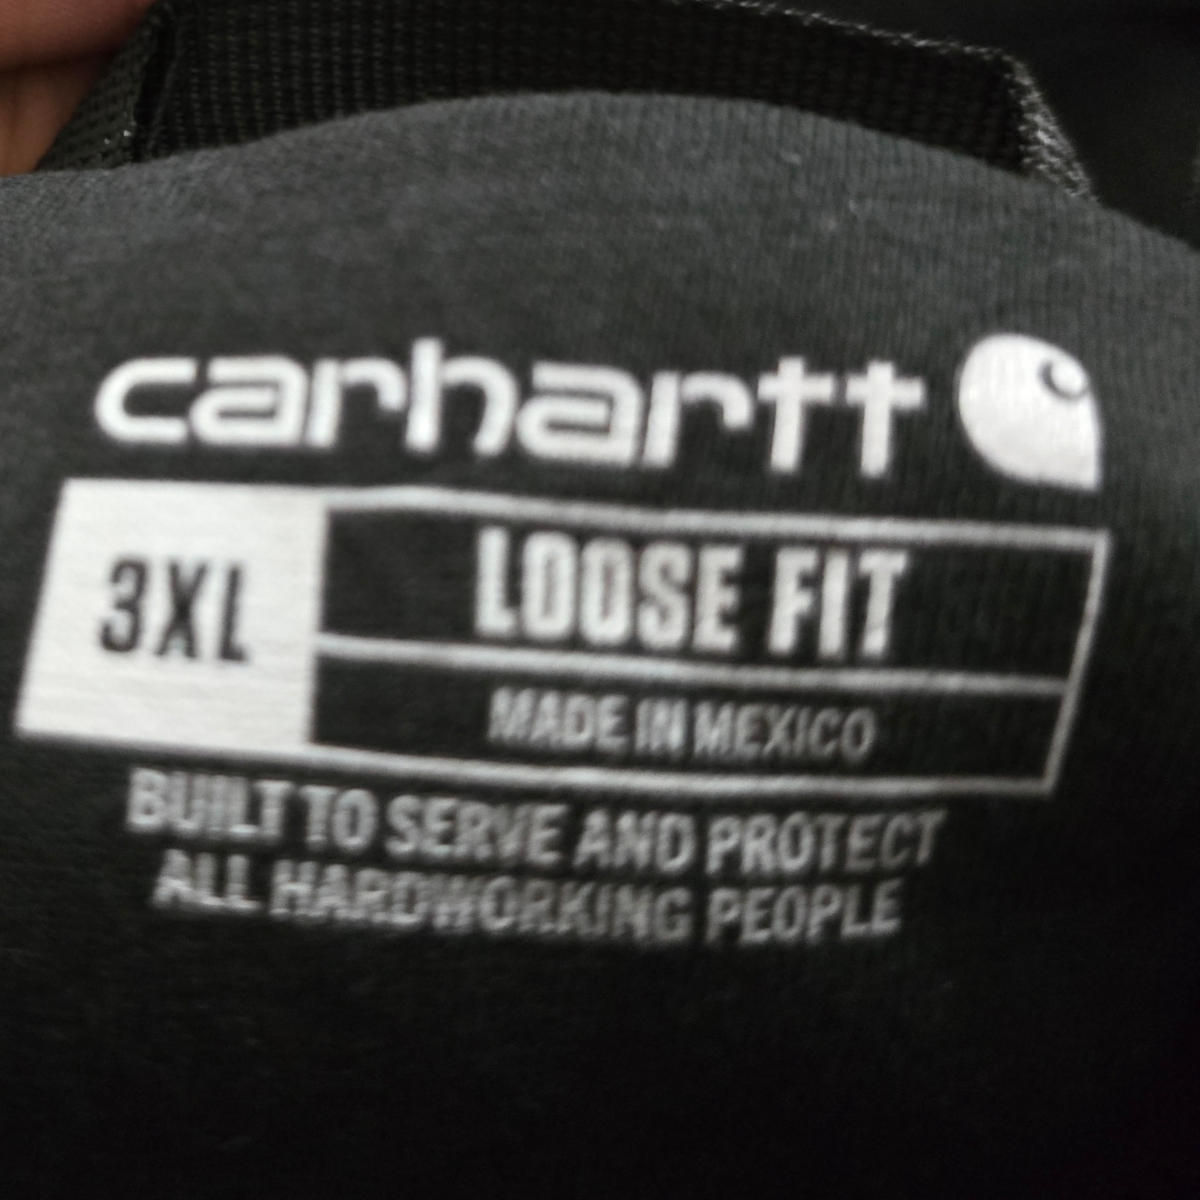 carhartt
3XL
LOOSE FIT
MADE IN MEXICO
BUILT TO SERVE AND PROTECT
ALL HARDWORKING PEOPLE